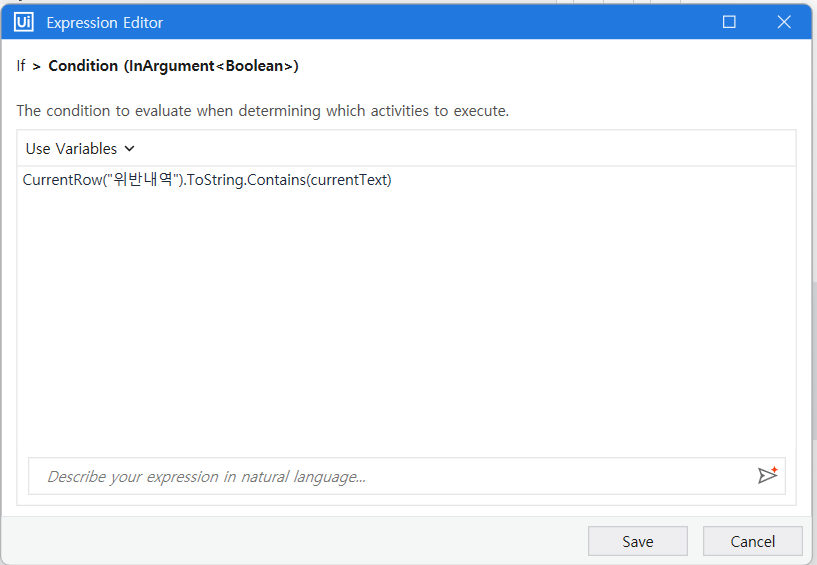 Ui Expression Editor
If > Condition (InArgument<Boolean>)
The condition to evaluate when determining which activities to execute.
Use Variables
CurrentRow("위반내역").ToString.Contains(currentText)
Describe your expression in natural language...
Save Cancel